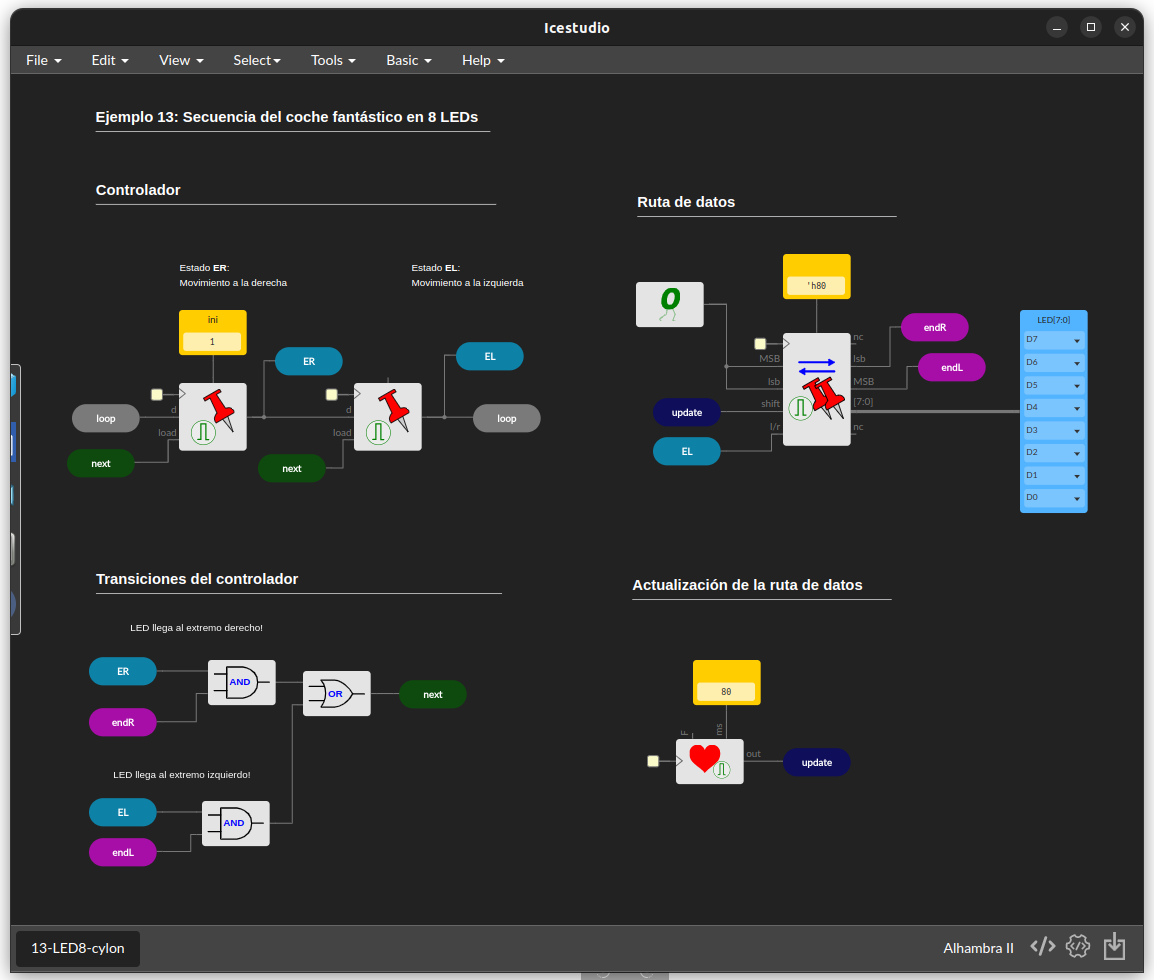 Icestudio
File Edit View Select Tools Basic Help
Ejemplo 13: Secuencia del coche fantástico en 8 LEDs
Controlador
Estado ER:
Movimiento a la derecha
Estado EL:
Movimiento a la izquierda
ini
1
ER
EL
loop
d
load
next
d
load
next
loop
Ruta de datos
0
'h80
MSB
lsb
shift
l/r
update
EL
nc
lsb
MSB
[7:0]
nc
endR
endL
LED[7:0]
D7
D6
D5
D4
D3
D2
D1
D0
Transiciones del controlador
LED llega al extremo derecho!
ER
endR
AND
OR
next
LED llega al extremo izquierdo!
EL
endL
AND
Actualización de la ruta de datos
80
F
ms
out
update
13-LED8-cylon
Alhambra II